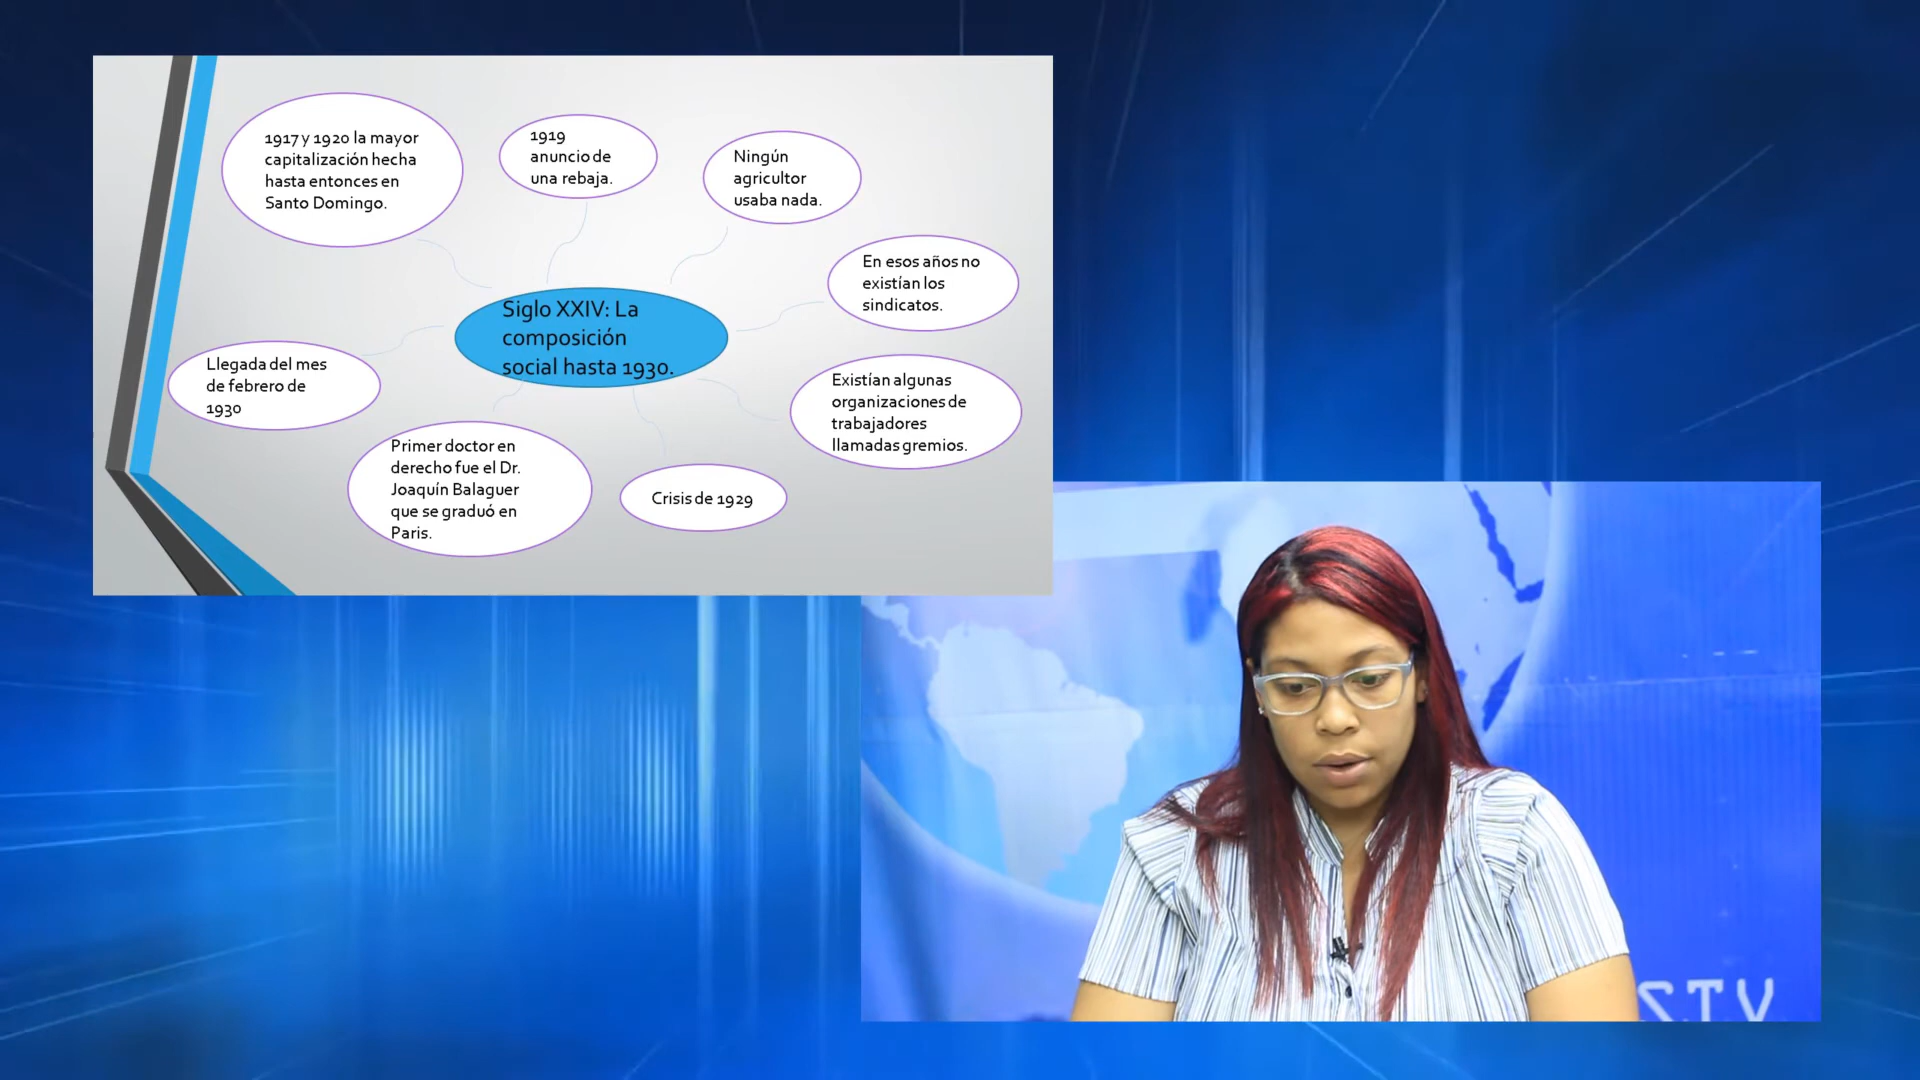 1917 y 1920 la mayor
capitalización hecha
hasta entonces en
Santo Domingo.
1919
anuncio de
una rebaja.
Ningún
agricultor
usaba nada.
En esos años no
existían los
sindicatos.
Siglo XXIV: La
composición
social hasta 1930.
Existían algunas
organizaciones de
trabajadores
llamadas gremios.
Llegada del mes
de febrero de
1930
Primer doctor en
derecho fue el Dr.
Joaquín Balaguer
que se graduó en
Paris.
Crisis de 1929
STV